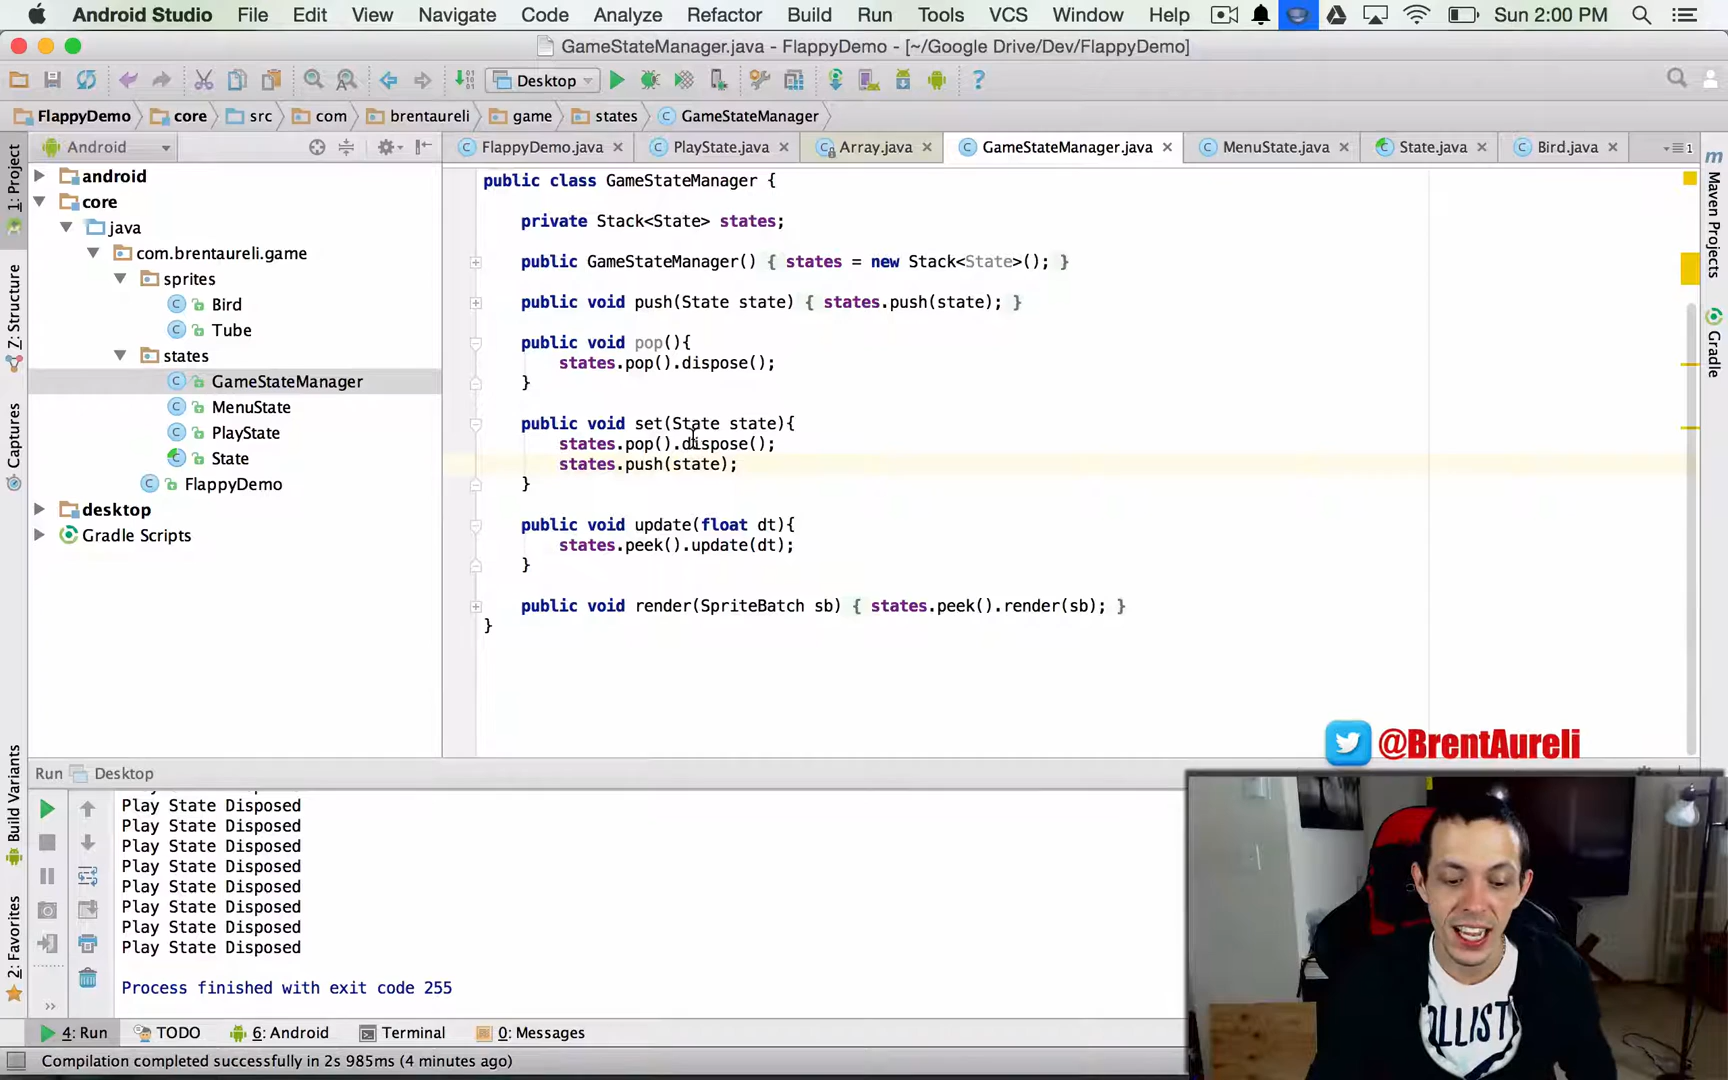 Android Studio File Edit View Navigate Code Analyze Refactor Build Run Tools VCS Window Help Sun 2:00 PM
GameStateManager.java - FlappyDemo - [~/Google Drive/Dev/FlappyDemo]
Desktop
FlappyDemo core src com brentaureli game states GameStateManager
Android
FlappyDemo.java PlayState.java Array.java GameStateManager.java MenuState.java State.java Bird.java 1
1: Project
Z: Structure
Captures
Build Variants
2: Favorites
android
core
java
com.brentaureli.game
sprites
Bird
Tube
states
GameStateManager
MenuState
PlayState
State
FlappyDemo
desktop
Gradle Scripts
public class GameStateManager {
private Stack<State> states;
public GameStateManager() { states = new Stack<State>(); }
public void push(State state) { states.push(state); }
public void pop(){
states.pop().dispose();
}
public void set(State state){
states.pop().dispose();
states.push(state);
}
public void update(float dt){
states.peek().update(dt);
}
public void render(SpriteBatch sb) { states.peek().render(sb); }
}
m
Maven Projects
Gradle
@BrentAureli
Run Desktop
Play State Disposed
Play State Disposed
Play State Disposed
Play State Disposed
Play State Disposed
Play State Disposed
Play State Disposed
Play State Disposed
Process finished with exit code 255
4: Run TODO 6: Android Terminal 0: Messages
Compilation completed successfully in 2s 985ms (4 minutes ago)